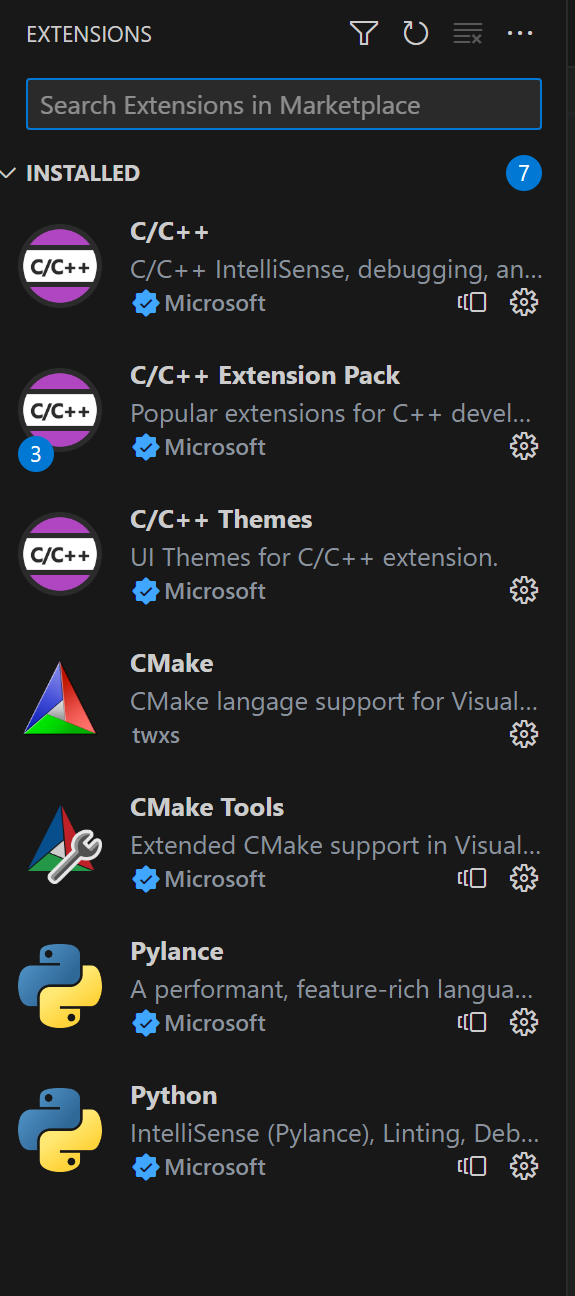 EXTENSIONS
Search Extensions in Marketplace
INSTALLED 7
C/C++
C/C++
C/C++ IntelliSense, debugging, an...
Microsoft
C/C++
C/C++ Extension Pack
Popular extensions for C++ devel...
3
Microsoft
C/C++
C/C++ Themes
UI Themes for C/C++ extension.
Microsoft
CMake
CMake langage support for Visual...
twxs
CMake Tools
Extended CMake support in Visual...
Microsoft
Pylance
A performant, feature-rich langua...
Microsoft
Python
IntelliSense (Pylance), Linting, Deb...
Microsoft